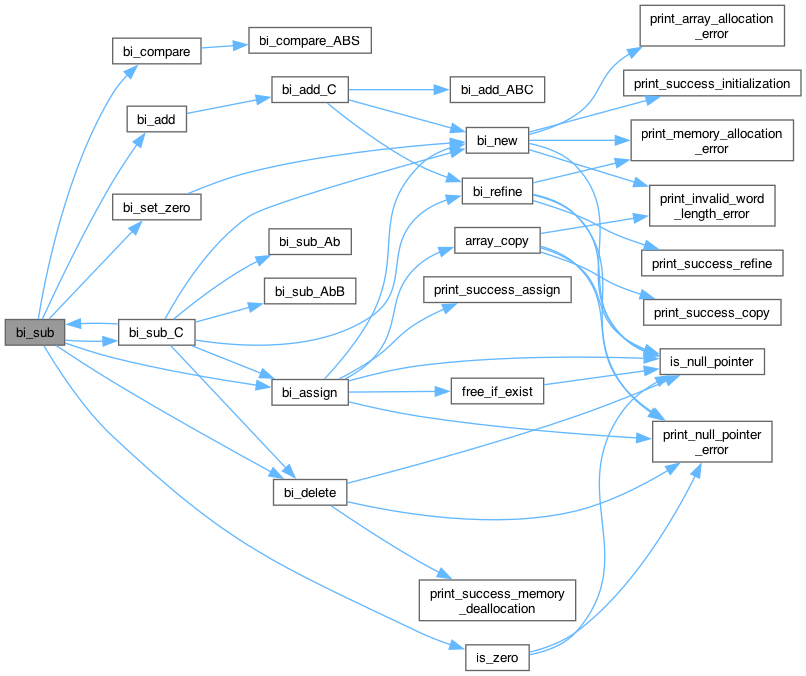 print_array_allocation
_error
bi_compare_ABS
bi_compare
print_success_initialization
bi_add_C
bi_add_ABC
bi_add
print_memory_allocation
_error
bi_new
bi_refine
print_invalid_word
_length_error
bi_set_zero
bi_sub_Ab
array_copy
print_success_refine
bi_sub_AbB
print_success_assign
print_success_copy
bi_sub
bi_sub_C
is_null_pointer
bi_assign
free_if_exist
print_null_pointer
_error
bi_delete
print_success_memory
_deallocation
is_zero